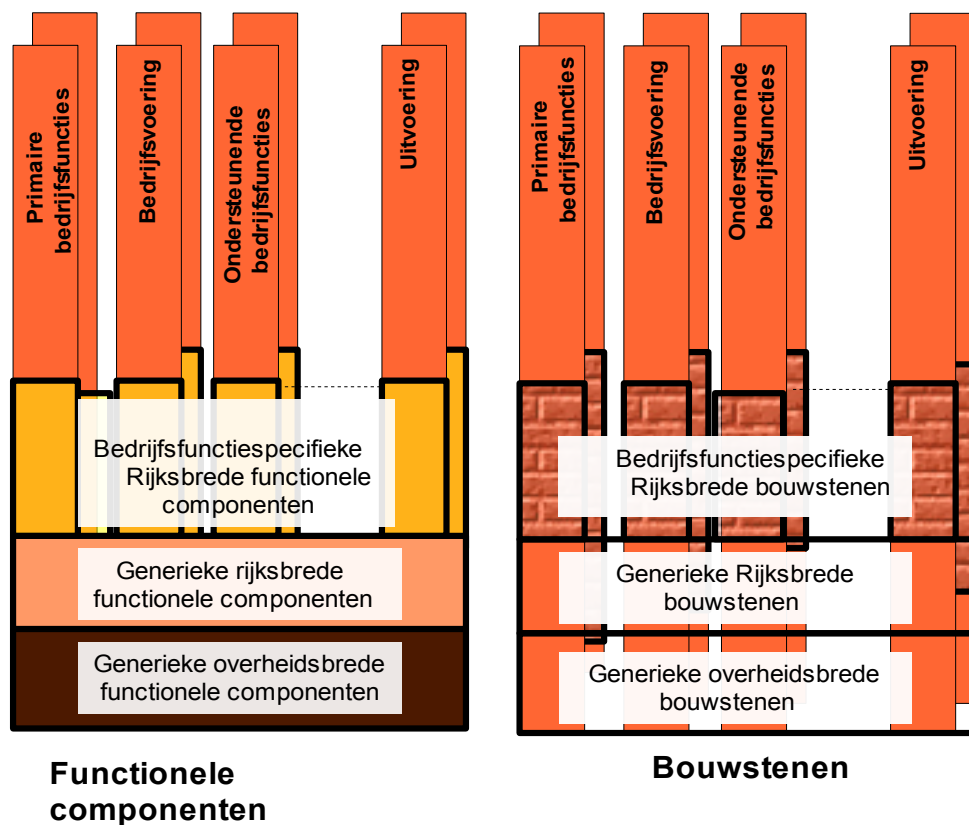 Primaire
bedrijfsfuncties
Bedrijfsvoering
Ondersteunende
bedrijfsfuncties
Uitvoering
Bedrijfsfunctiespecifieke
Rijksbrede functionele
componenten
Generieke rijksbrede
functionele componenten
Generieke overheidsbrede
functionele componenten
Functionele
componenten
Primaire
bedrijfsfuncties
Bedrijfsvoering
Ondersteunende
bedrijfsfuncties
Uitvoering
Bedrijfsfunctiespecifieke
Rijksbrede bouwstenen
Generieke Rijksbrede
bouwstenen
Generieke overheidsbrede
bouwstenen
Bouwstenen